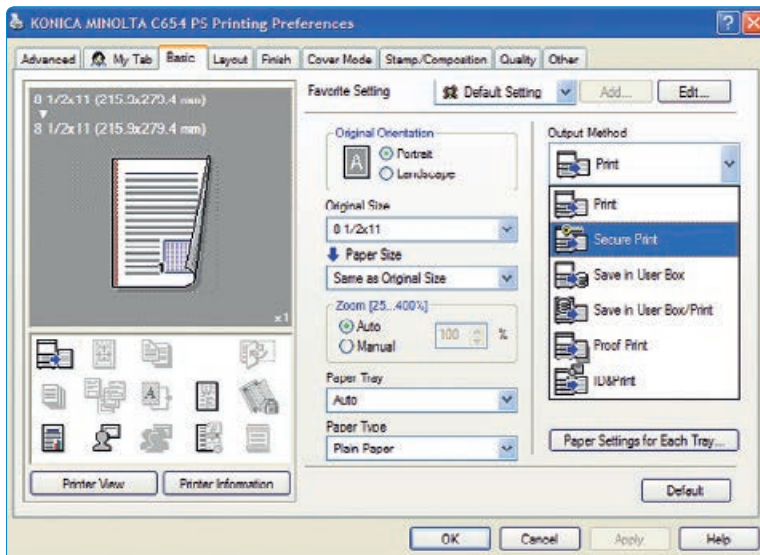 KONICA MINOLTA C654 PS Printing Preferences
Advanced My Tab Basic Layout Finish Cover Mode Stamp/Composition Quality Other
8 1/2x11 (215.9x279.4 mm)
8 1/2x11 (215.9x279.4 mm)
x1
Printer View Printer Information
Favorite Setting Default Setting Add... Edit...
Original Orientation
A
Portrait
Landscape
Original Size
8 1/2x11
Paper Size
Same as Original Size
Zoom [25...400%]
Auto
Manual
100 %
Paper Tray
Auto
Paper Type
Plain Paper
Output Method
Print
Print
Secure Print
Save in User Box
Save in User Box/Print
Proof Print
ID&Print
Paper Settings for Each Tray...
Default
OK Cancel Apply Help